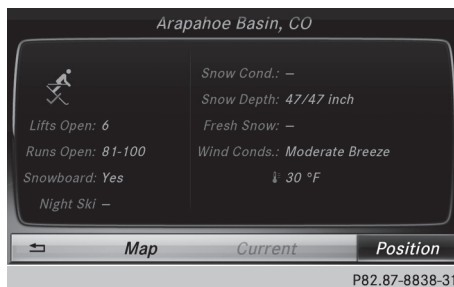 Arapahoe Basin, CO
Lifts Open: 6
Runs Open: 81-100
Snowboard: Yes
Night Ski –
Snow Cond.: –
Snow Depth: 47/47 inch
Fresh Snow: –
Wind Conds.: Moderate Breeze
30 °F
Map Current Position
P82.87-8838-31